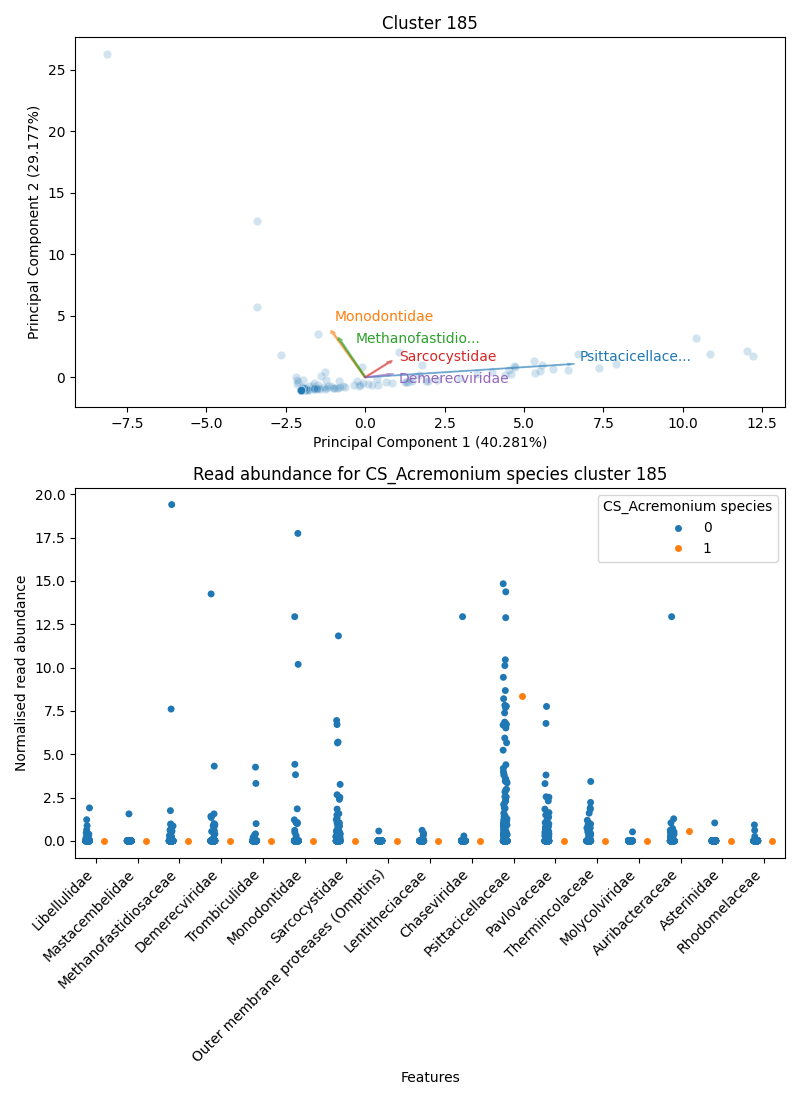 Cluster 185
Principal Component 2 (29.177%)
25
20
15
10
5
0
Monodontidae
Methanofastidio...
Sarcocystidae
Psittacicellace...
Demerecviridae
−7.5 −5.0 −2.5 0.0 2.5 5.0 7.5 10.0 12.5
Principal Component 1 (40.281%)
Read abundance for CS_Acremonium species cluster 185
Normalised read abundance
20.0
17.5
15.0
12.5
10.0
7.5
5.0
2.5
0.0
CS_Acremonium species
0
1
Libellulidae
Mastacembelidae
Methanofastidiosaceae
Demerecviridae
Trombiculidae
Monodontidae
Sarcocystidae
Outer membrane proteases (Omptins)
Lentitheciaceae
Chaseviridae
Psittacicellaceae
Pavlovaceae
Thermincolaceae
Molycolviridae
Auribacteraceae
Asterinidae
Rhodomelaceae
Features